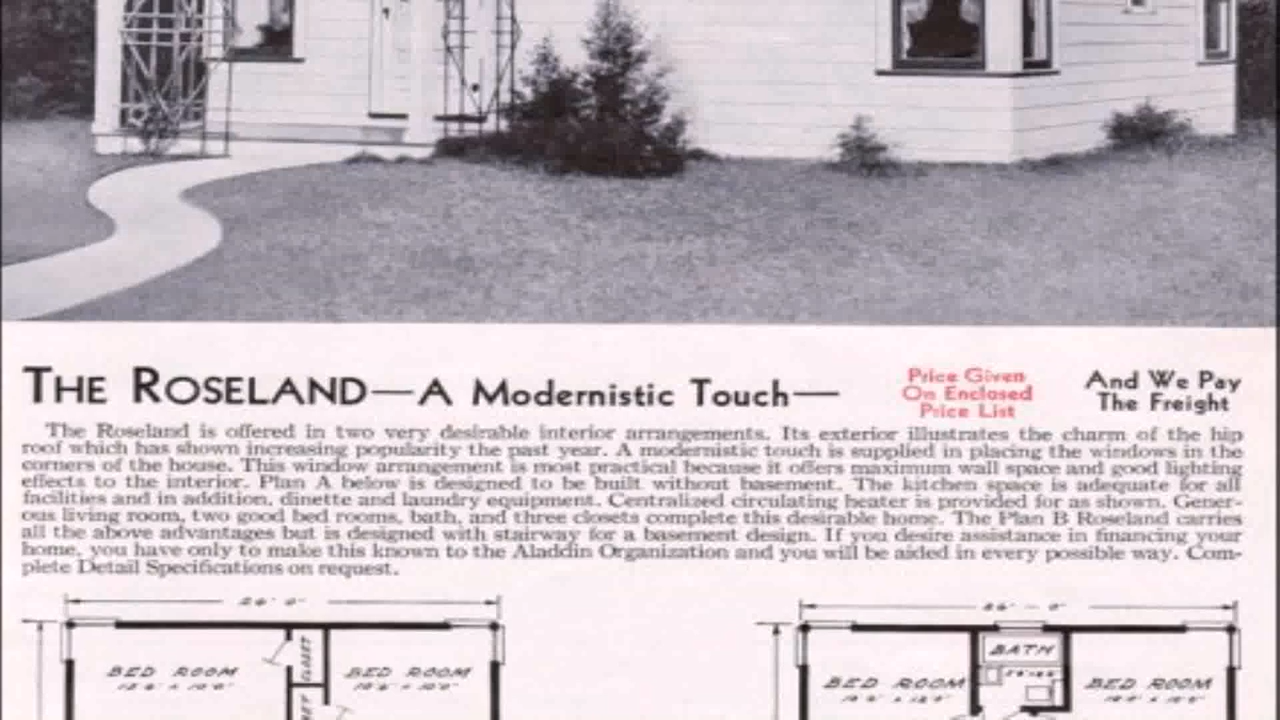 THE ROSELAND—A Modernistic Touch—
Price Given
On Enclosed
Price List
And We Pay
The Freight
The Roseland is offered in two very desirable interior arrangements. Its exterior illustrates the charm of the hip
roof which has shown increasing popularity the past year. A modernistic touch is supplied in placing the windows in the
corners of the house. This window arrangement is most practical because it offers maximum wall space and good lighting
effects to the interior. Plan A below is designed to be built without basement. The kitchen space is adequate for all
facilities and in addition, dinette and laundry equipment. Centralized circulating heater is provided for as shown. Gener-
ous living room, two good bed rooms, bath, and three closets complete this desirable home. The Plan B Roseland carries
all the above advantages but is designed with stairway for a basement design. If you desire assistance in financing your
home, you have only to make this known to the Aladdin Organization and you will be aided in every possible way. Com-
plete Detail Specifications on request.
26'-0"
BED ROOM
CLOSET
BED ROOM
26'-0"
BED ROOM
BATH
BED ROOM